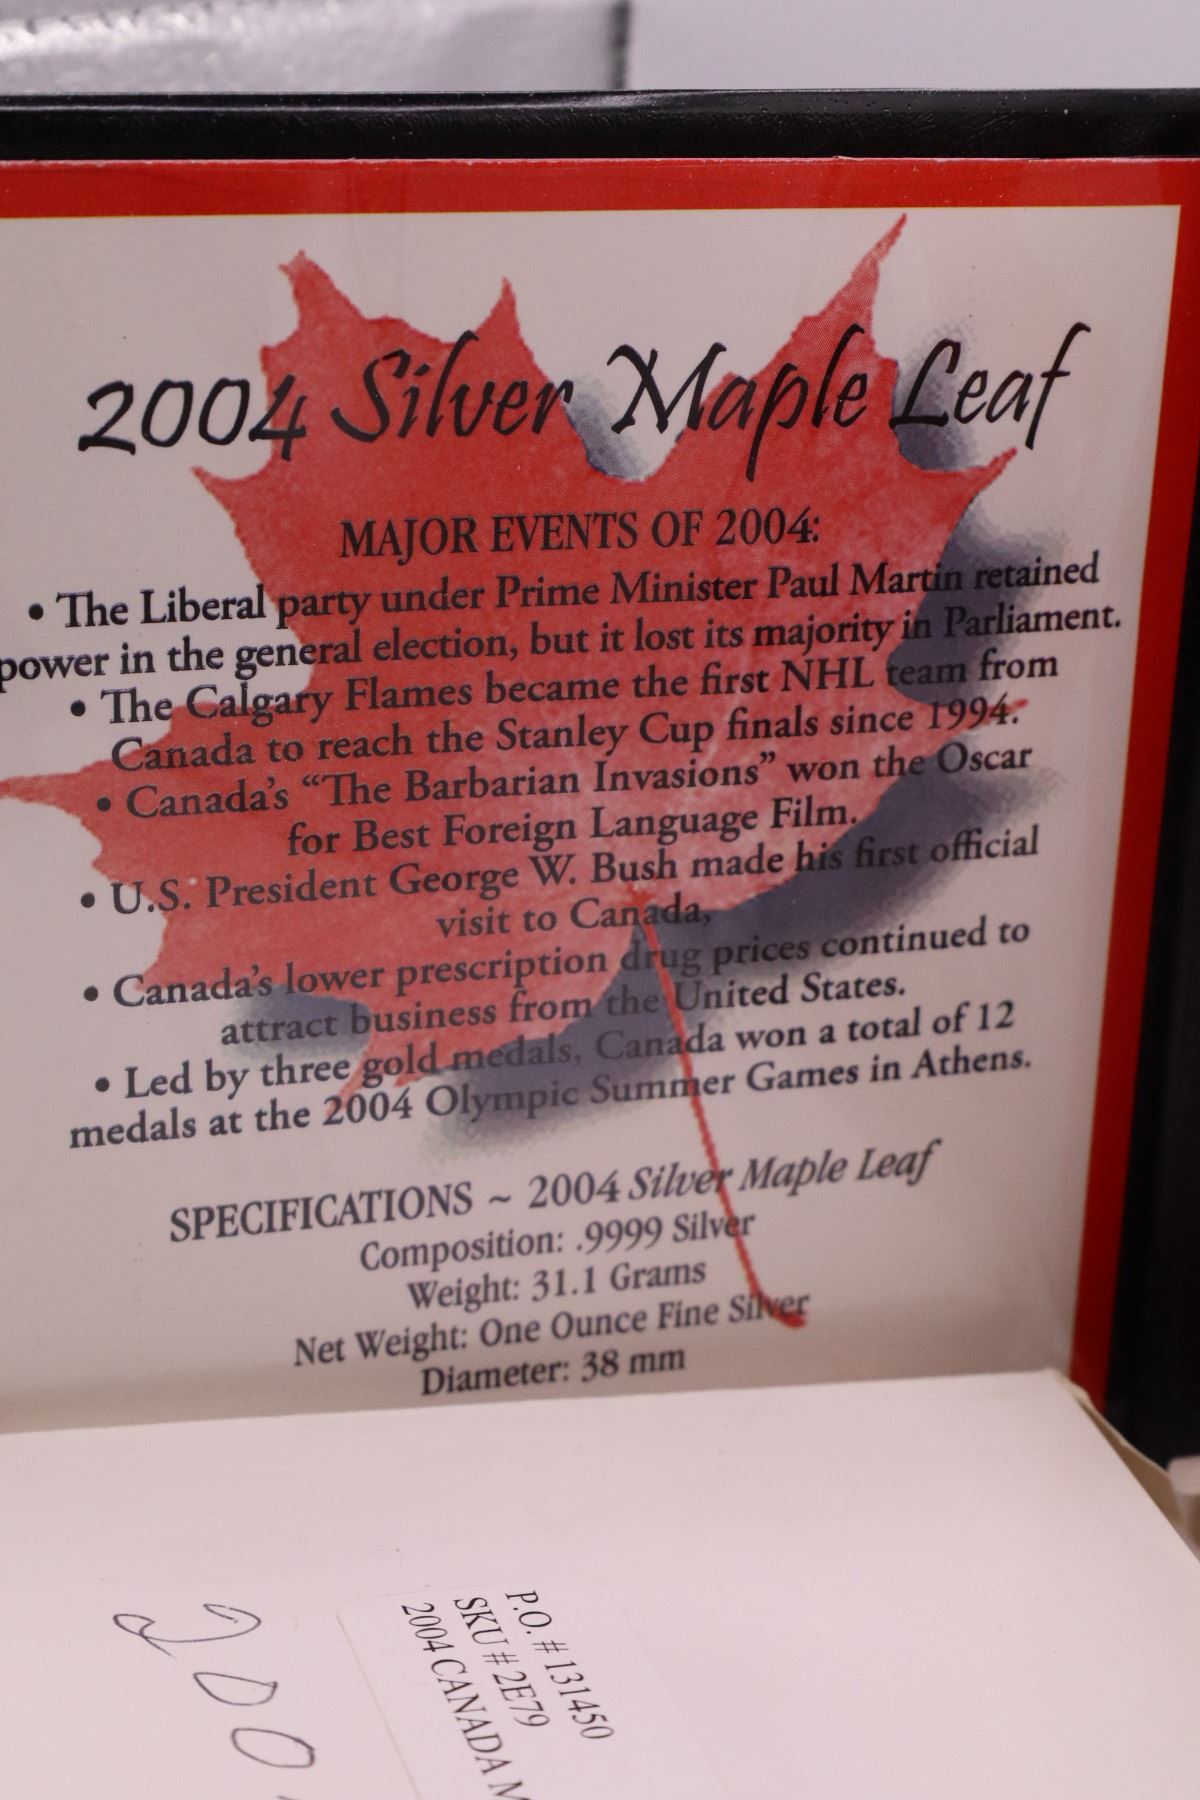 2004 Silver Maple Leaf
MAJOR EVENTS OF 2004:
• The Liberal party under Prime Minister Paul Martin retained
power in the general election, but it lost its majority in Parliament.
• The Calgary Flames became the first NHL team from
Canada to reach the Stanley Cup finals since 1994.
• Canada's “The Barbarian Invasions” won the Oscar
for Best Foreign Language Film.
• U.S. President George W. Bush made his first official
visit to Canada,
• Canada's lower prescription drug prices continued to
attract business from the United States.
• Led by three gold medals, Canada won a total of 12
medals at the 2004 Olympic Summer Games in Athens.
SPECIFICATIONS ~ 2004 Silver Maple Leaf
Composition: .9999 Silver
Weight: 31.1 Grams
Net Weight: One Ounce Fine Silver
Diameter: 38 mm
P.O. # 131450
SKU # 2E79
2004 CANADA M
200